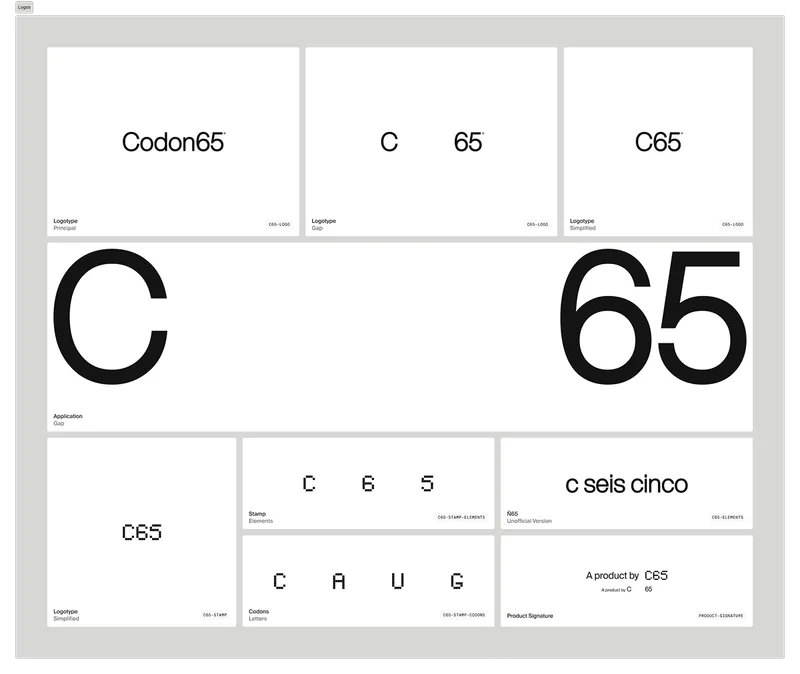 Logos
Codon65°
Logotype
Principal
C65-LOGO
C 65°
Logotype
Gap
C65-LOGO
C65°
Logotype
Simplified
C65-LOGO
C 65
Application
Gap
C65
Logotype
Simplified
C65-STAMP
C 6 5
Stamp
Elements
C65-STAMP-ELEMENTS
C A U G
Codons
Letters
C65-STAMP-CODONS
c seis cinco
Ñ65
Unofficial Version
C65-ELEMENTS
A product by C65
A product by C 65
Product Signature
PRODUCT-SIGNATURE